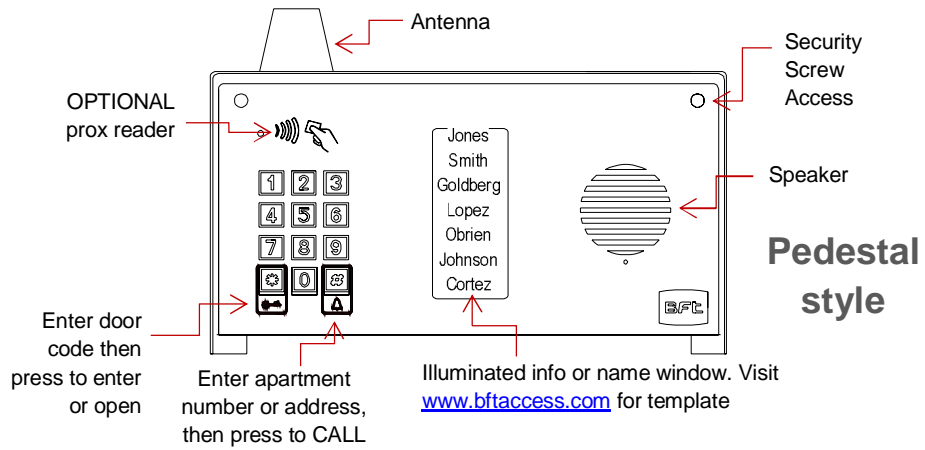 Antenna
Security
Screw
Access
OPTIONAL
prox reader
Jones
Smith
Goldberg
Lopez
Obrien
Johnson
Cortez
1 2 3
4 5 6
7 8 9
* 0 #
Speaker
Pedestal
style
BFt
Enter door
code then
press to enter
or open
Enter apartment
number or address,
then press to CALL
Illuminated info or name window. Visit
www.bftaccess.com for template